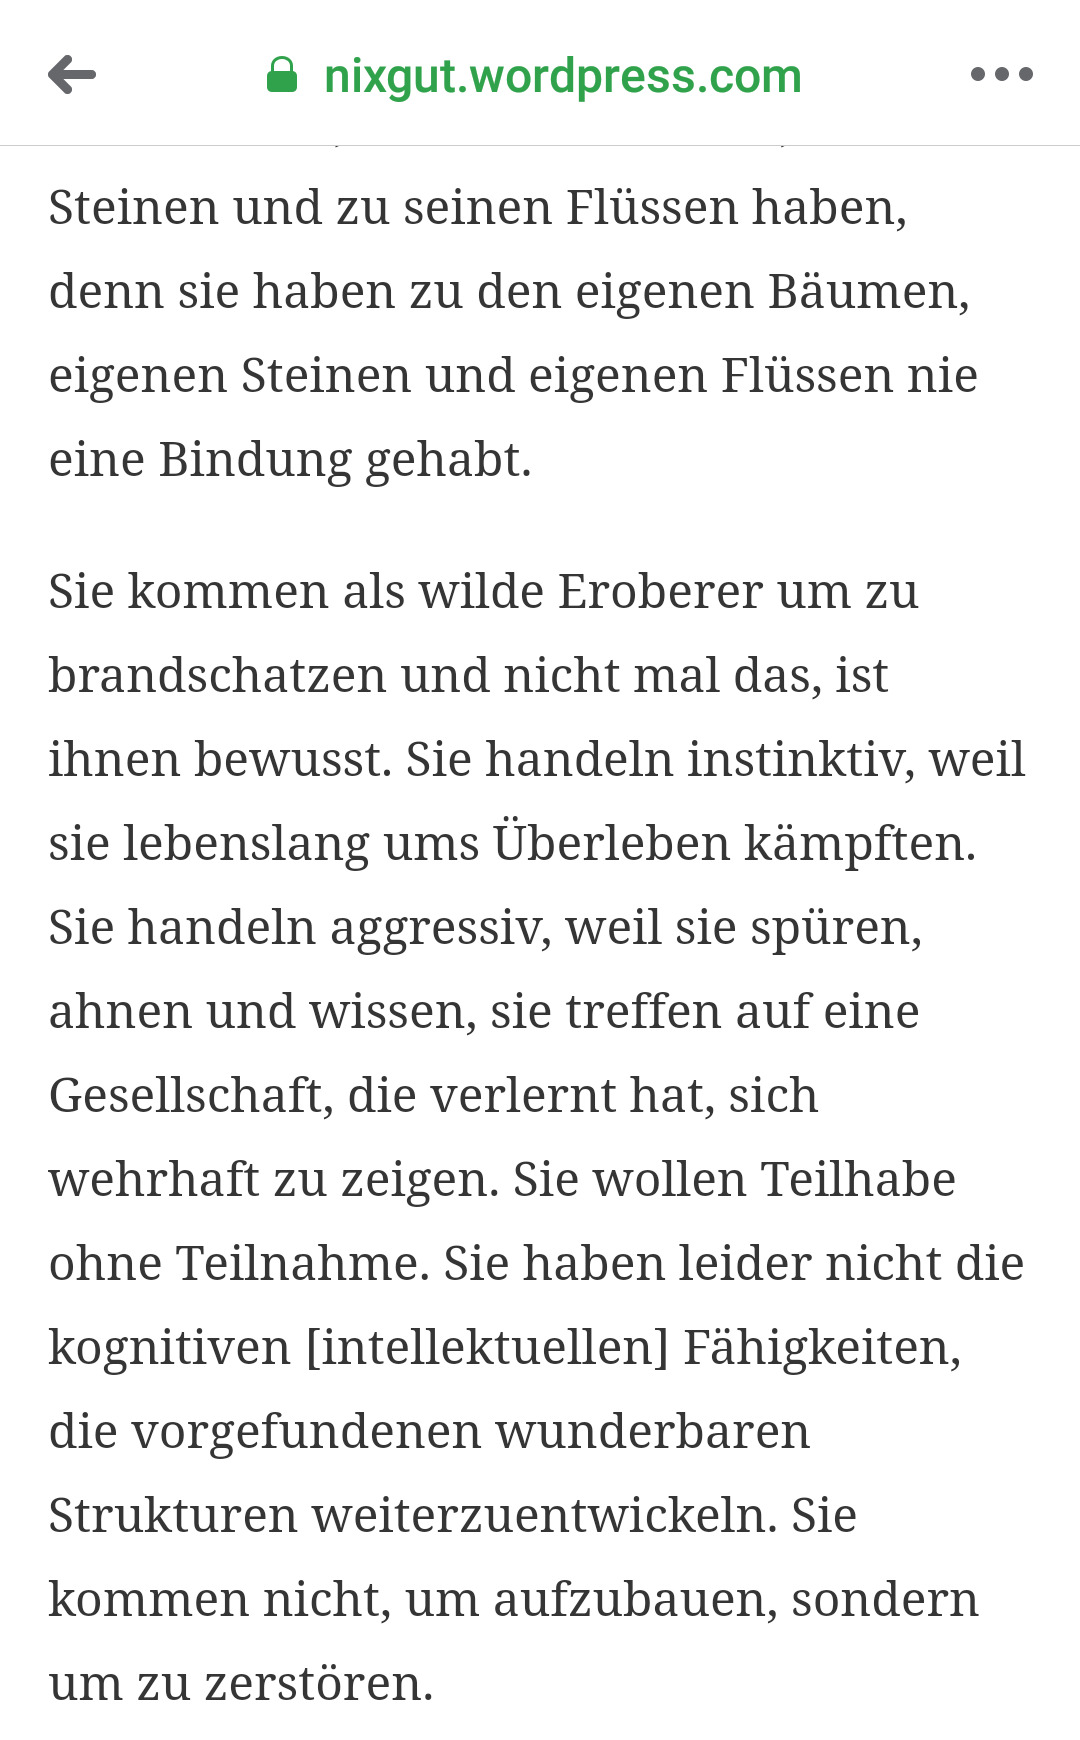 nixgut.wordpress.com
Steinen und zu seinen Flüssen haben,
denn sie haben zu den eigenen Bäumen,
eigenen Steinen und eigenen Flüssen nie
eine Bindung gehabt.
Sie kommen als wilde Eroberer um zu
brandschatzen und nicht mal das, ist
ihnen bewusst. Sie handeln instinktiv, weil
sie lebenslang ums Überleben kämpften.
Sie handeln aggressiv, weil sie spüren,
ahnen und wissen, sie treffen auf eine
Gesellschaft, die verlernt hat, sich
wehrhaft zu zeigen. Sie wollen Teilhabe
ohne Teilnahme. Sie haben leider nicht die
kognitiven [intellektuellen] Fähigkeiten,
die vorgefundenen wunderbaren
Strukturen weiterzuentwickeln. Sie
kommen nicht, um aufzubauen, sondern
um zu zerstören.